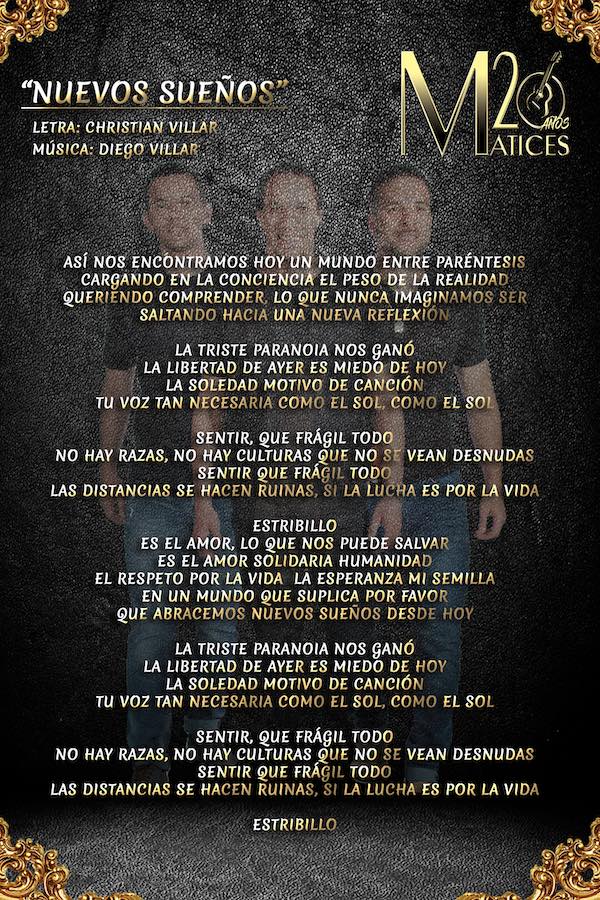 “NUEVOS SUEÑOS”
LETRA: CHRISTIAN VILLAR
MÚSICA: DIEGO VILLAR
M20 AÑOS
MATICES
ASÍ NOS ENCONTRAMOS HOY UN MUNDO ENTRE PARÉNTESIS
CARGANDO EN LA CONCIENCIA EL PESO DE LA REALIDAD
QUERIENDO COMPRENDER, LO QUE NUNCA IMAGINAMOS SER
SALTANDO HACIA UNA NUEVA REFLEXIÓN
LA TRISTE PARANOIA NOS GANÓ
LA LIBERTAD DE AYER ES MIEDO DE HOY
LA SOLEDAD MOTIVO DE CANCIÓN
TU VOZ TAN NECESARIA COMO EL SOL, COMO EL SOL
SENTIR, QUE FRÁGIL TODO
NO HAY RAZAS, NO HAY CULTURAS QUE NO SE VEAN DESNUDAS
SENTIR QUE FRÁGIL TODO
LAS DISTANCIAS SE HACEN RUINAS, SI LA LUCHA ES POR LA VIDA
ESTRIBILLO
ES EL AMOR, LO QUE NOS PUEDE SALVAR
ES EL AMOR SOLIDARIA HUMANIDAD
EL RESPETO POR LA VIDA LA ESPERANZA MI SEMILLA
EN UN MUNDO QUE SUPLICA POR FAVOR
QUE ABRACEMOS NUEVOS SUEÑOS DESDE HOY
LA TRISTE PARANOIA NOS GANÓ
LA LIBERTAD DE AYER ES MIEDO DE HOY
LA SOLEDAD MOTIVO DE CANCIÓN
TU VOZ TAN NECESARIA COMO EL SOL, COMO EL SOL
SENTIR, QUE FRÁGIL TODO
NO HAY RAZAS, NO HAY CULTURAS QUE NO SE VEAN DESNUDAS
SENTIR QUE FRÁGIL TODO
LAS DISTANCIAS SE HACEN RUINAS, SI LA LUCHA ES POR LA VIDA
ESTRIBILLO